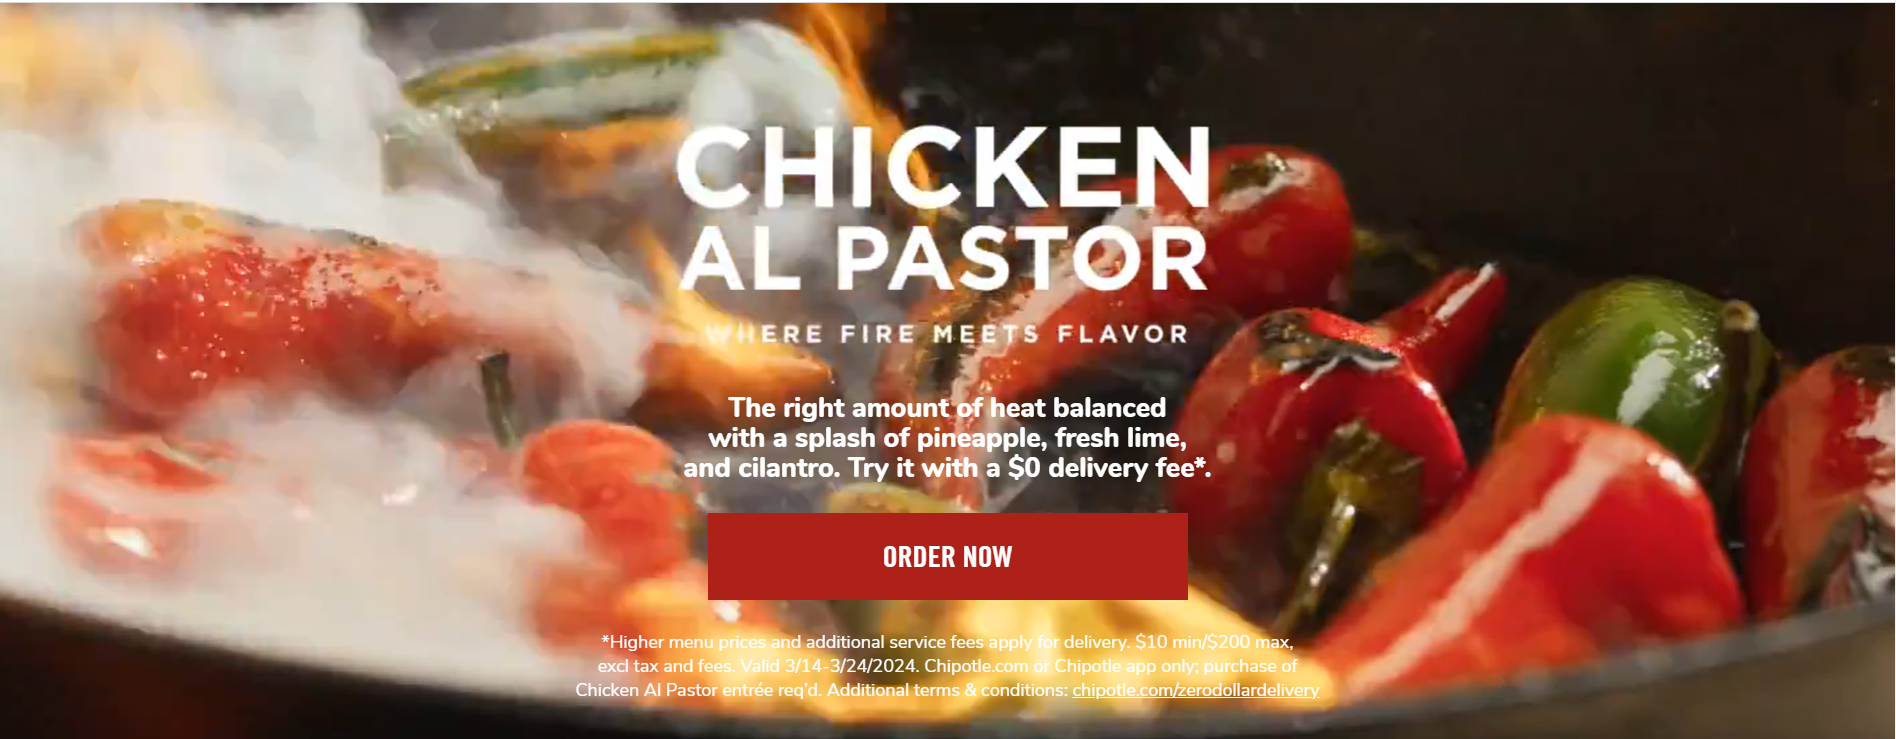 CHICKEN
AL PASTOR
WHERE FIRE MEETS FLAVOR
The right amount of heat balanced
with a splash of pineapple, fresh lime,
and cilantro. Try it with a $0 delivery fee*.
ORDER NOW
*Higher menu prices and additional service fees apply for delivery. $10 min/$200 max,
excl tax and fees. Valid 3/14-3/24/2024. Chipotle.com or Chipotle app only; purchase of
Chicken Al Pastor entrée req'd. Additional terms & conditions: chipotle.com/zerodollardelivery